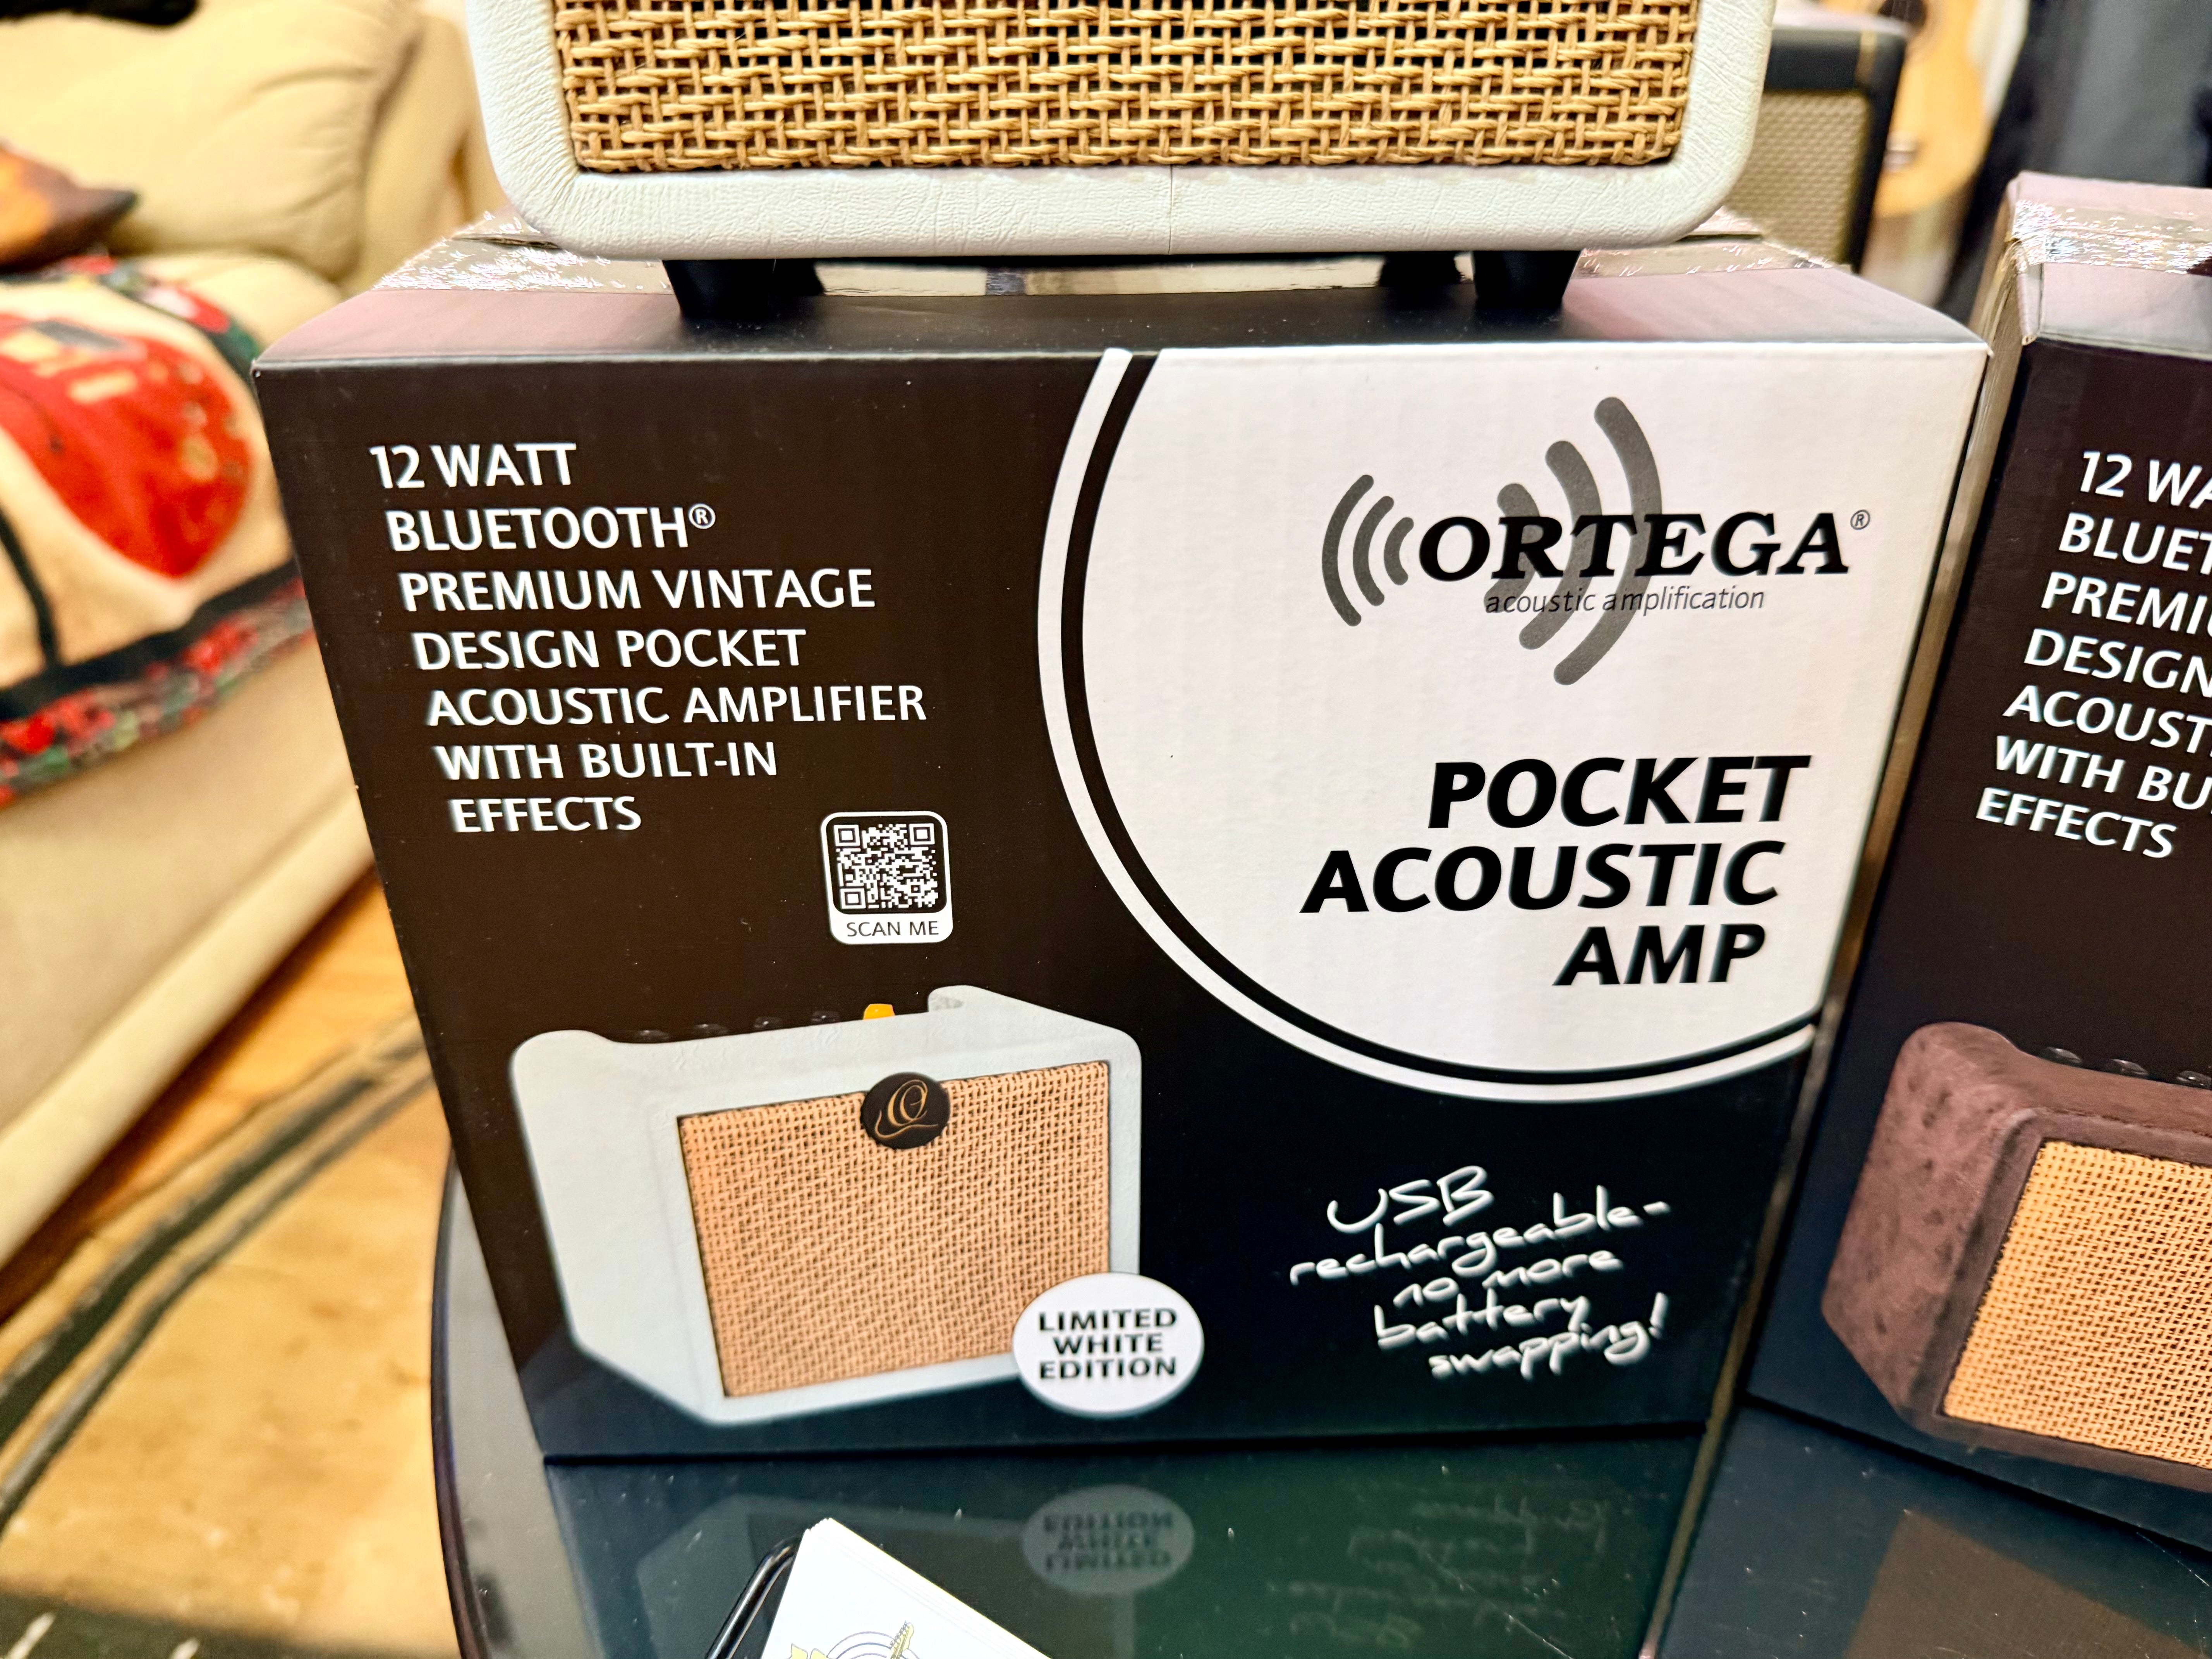 12 WATT
BLUETOOTH®
PREMIUM VINTAGE
DESIGN POCKET
ACOUSTIC AMPLIFIER
WITH BUILT-IN
EFFECTS
SCAN ME
ORTEGA®
acoustic amplification
POCKET
ACOUSTIC
AMP
USB
rechargeable-
no more
battery
swapping!
LIMITED
WHITE
EDITION
12 WA
BLUET
PREMIU
DESIGN
ACOUST
WITH BU
EFFECTS